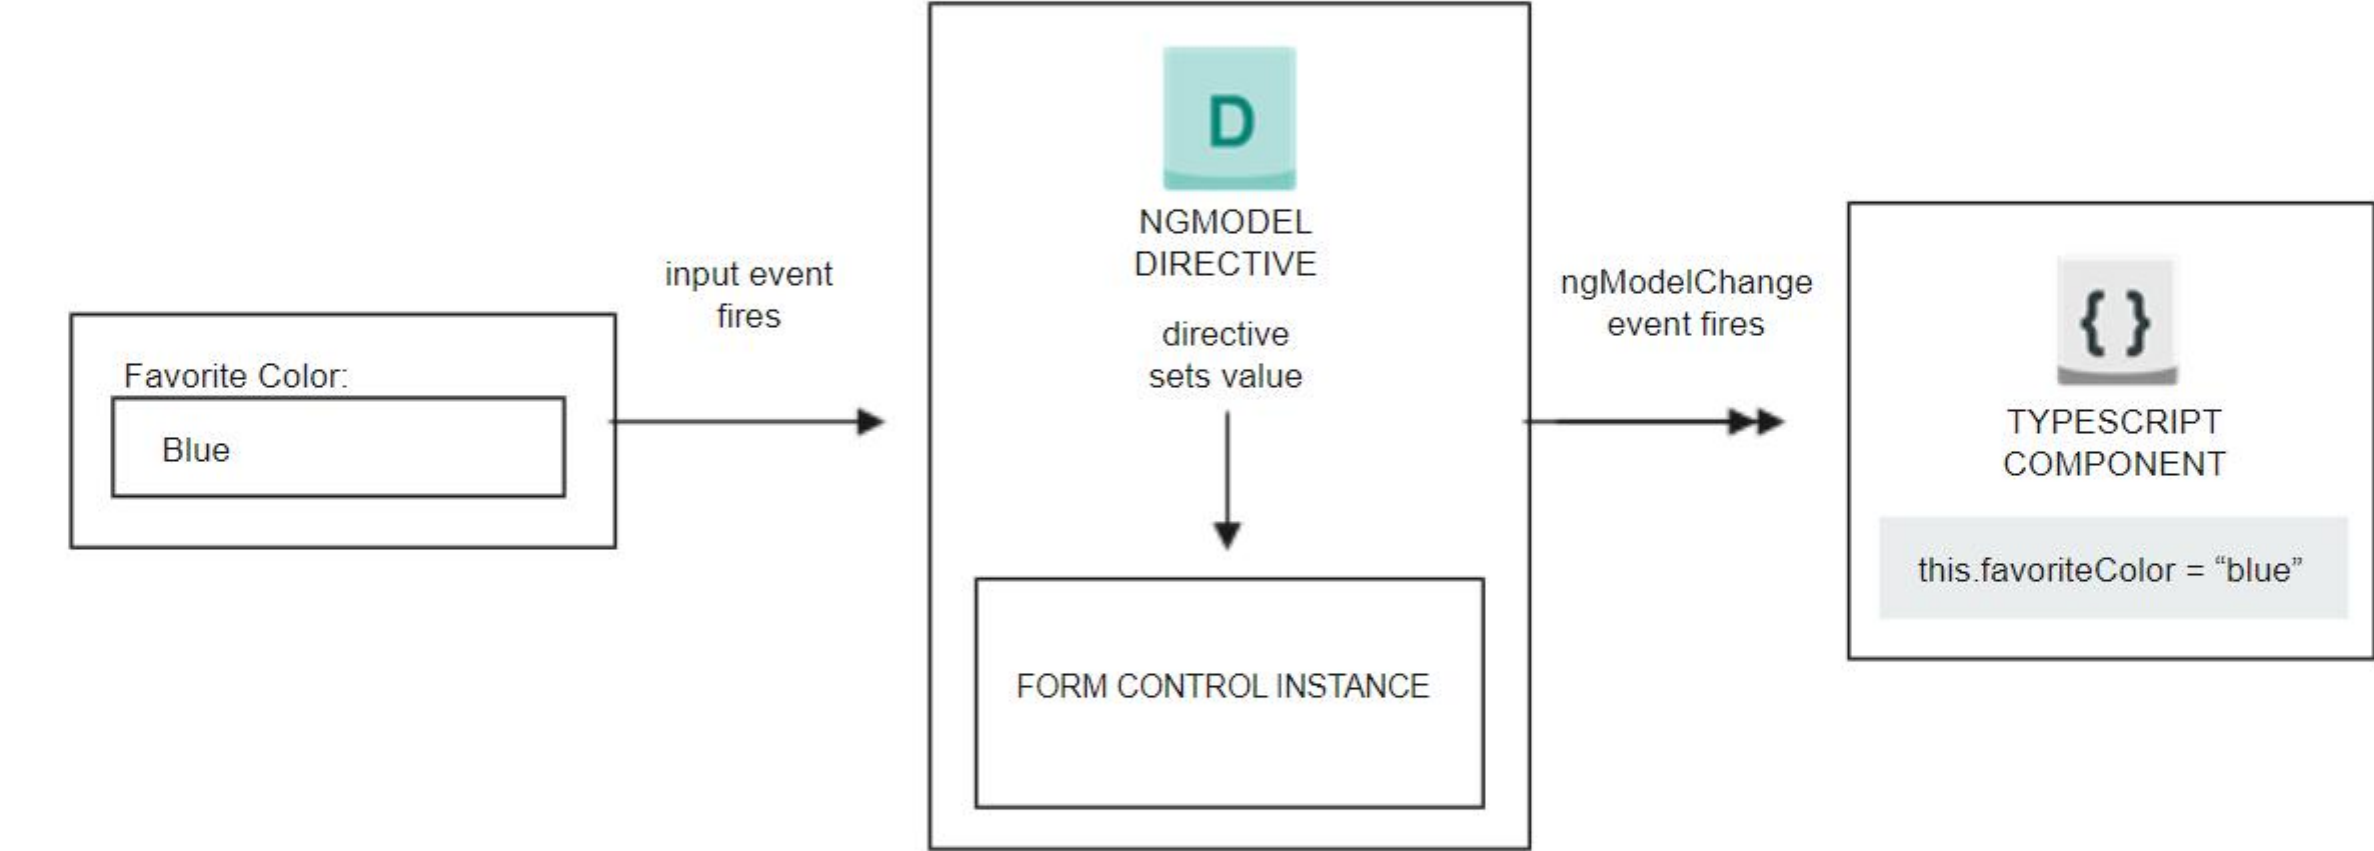 Favorite Color:
Blue
input event
fires
D
NGMODEL
DIRECTIVE
directive
sets value
FORM CONTROL INSTANCE
ngModelChange
event fires
{ }
TYPESCRIPT
COMPONENT
this.favoriteColor = “blue”